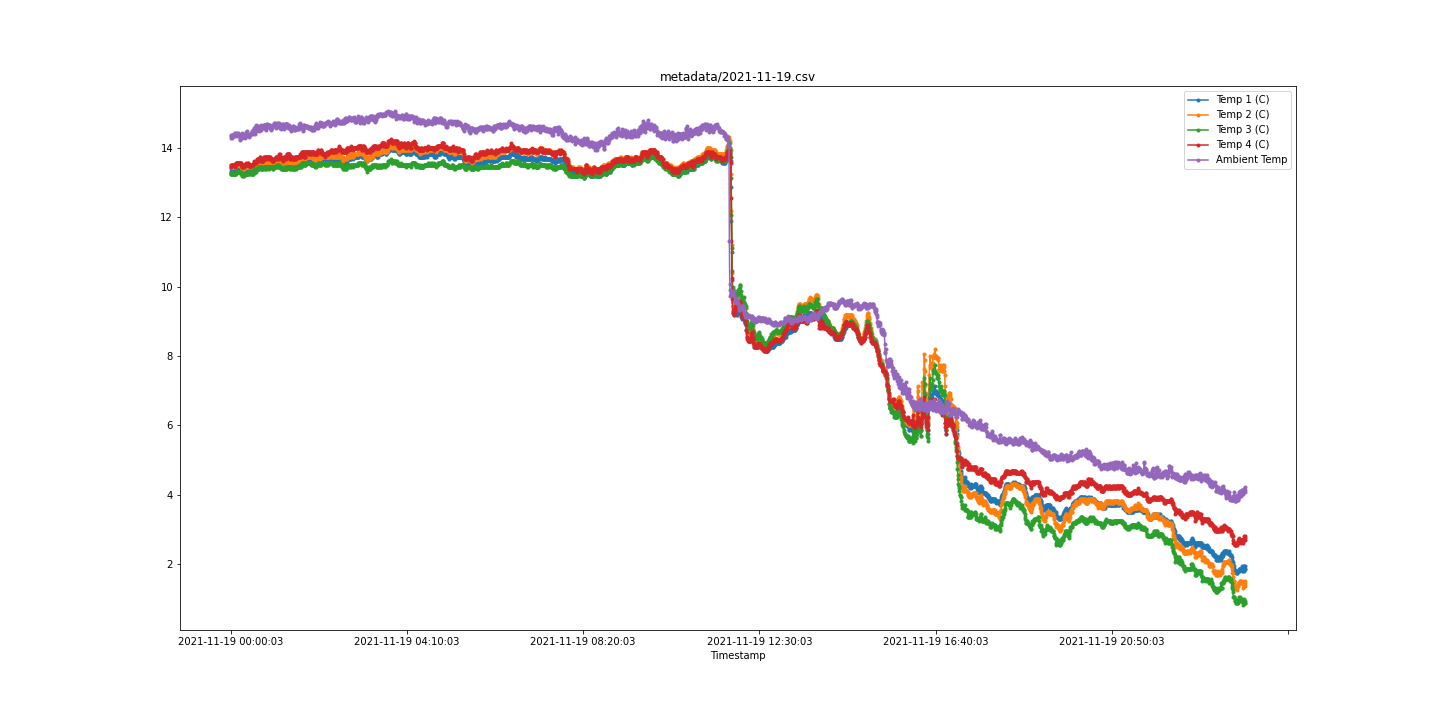 metadata/2021-11-19.csv
Temp 1 (C)
Temp 2 (C)
Temp 3 (C)
Temp 4 (C)
Ambient Temp
14
12
10
8
6
4
2
2021-11-19 00:00:03 2021-11-19 04:10:03 2021-11-19 08:20:03 2021-11-19 12:30:03 2021-11-19 16:40:03 2021-11-19 20:50:03
Timestamp